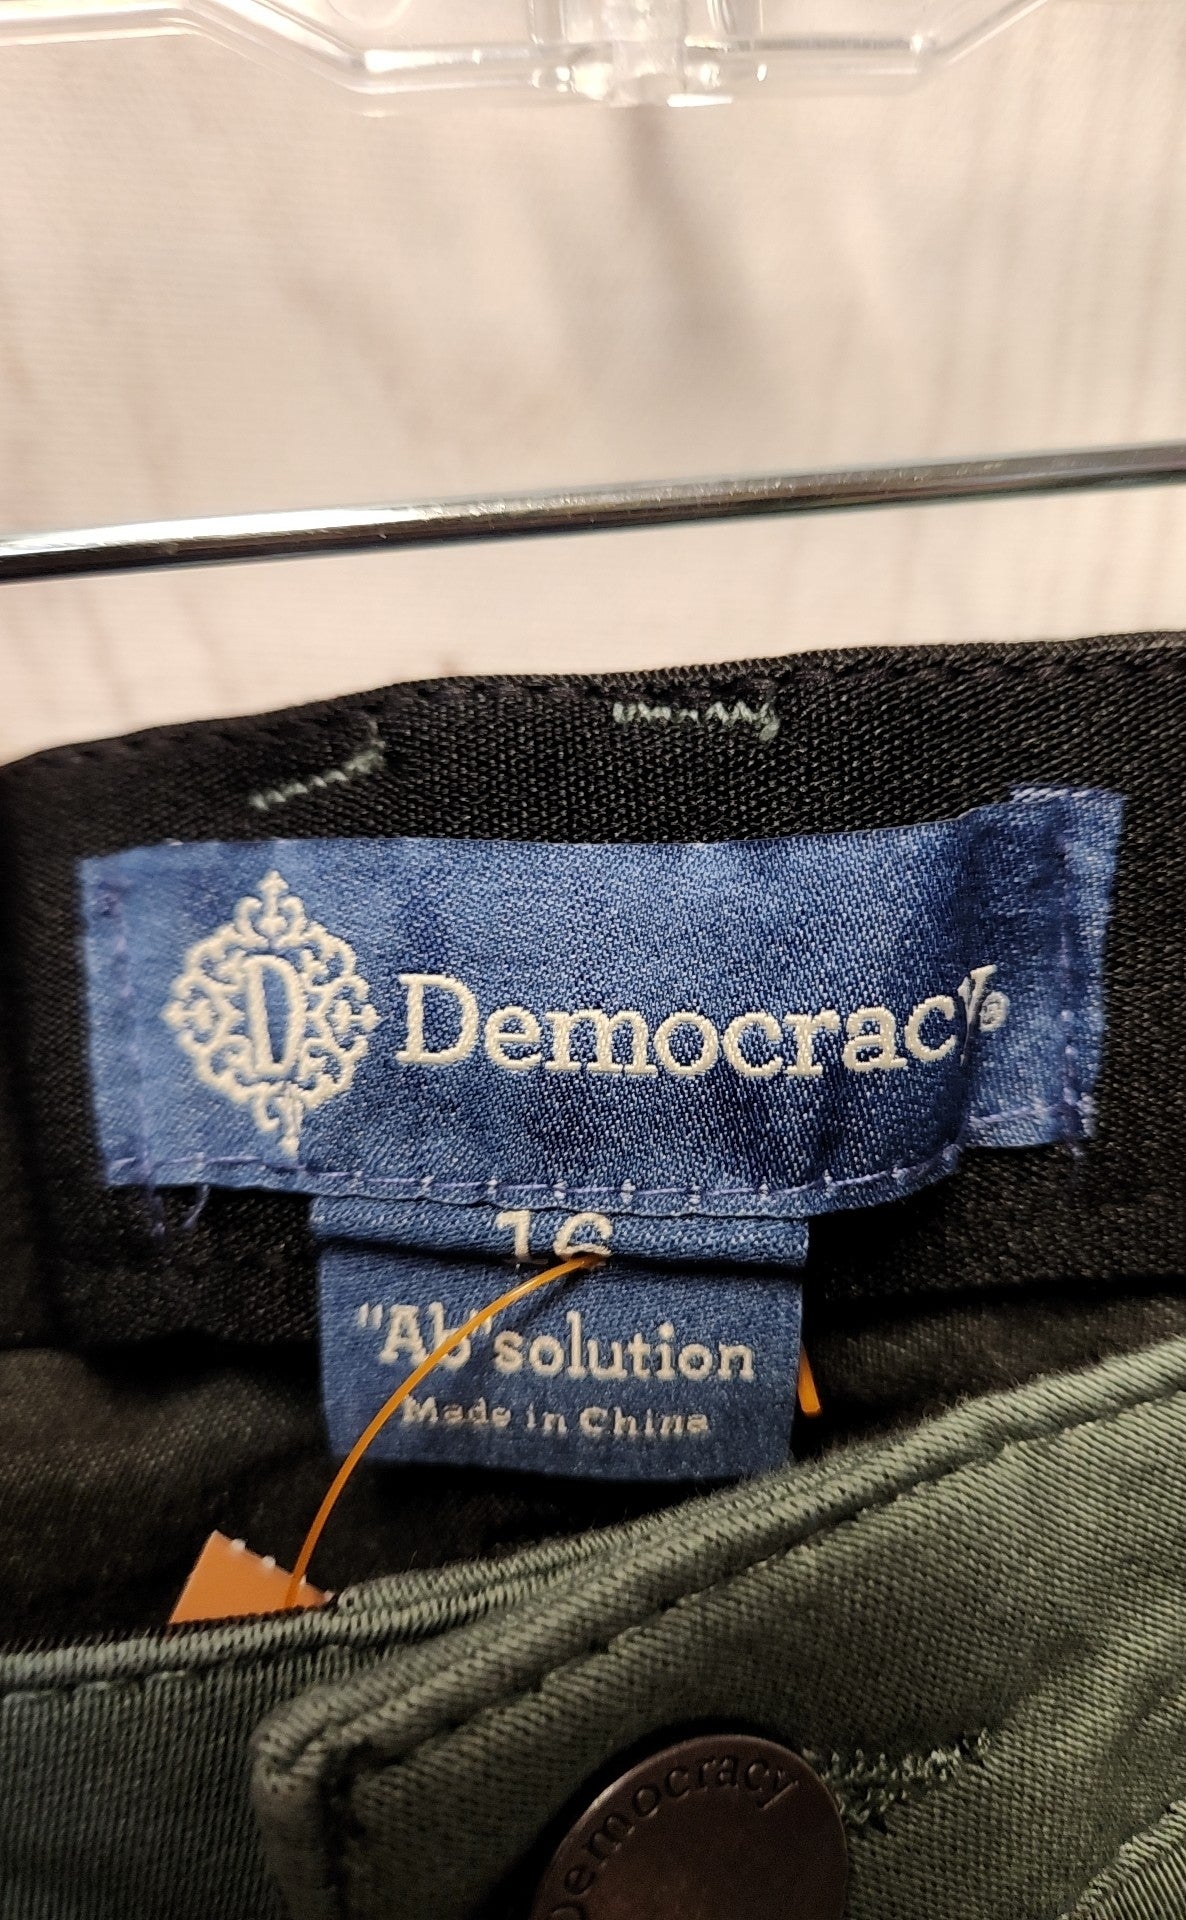 D Democracy®
16
"Ab"solution
Made in China
Democracy